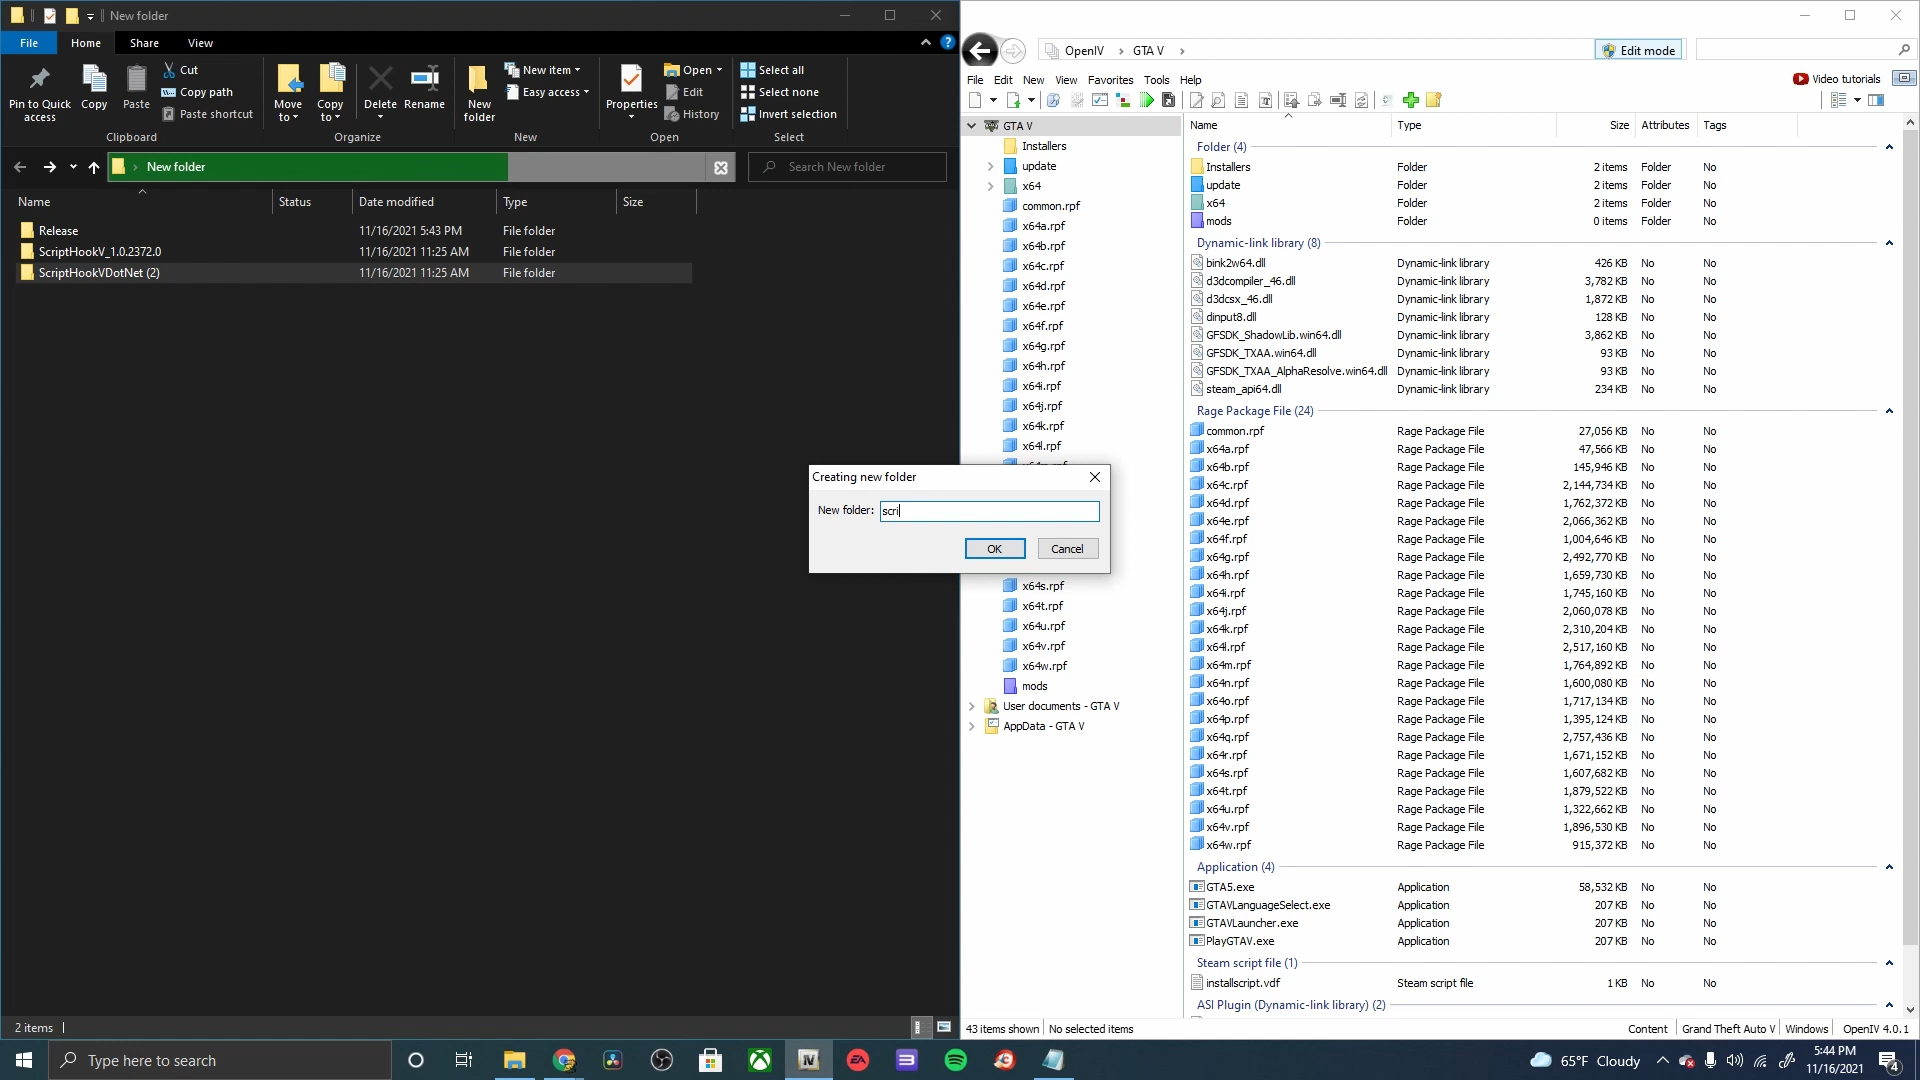 New folder
File
Home
Share
View
Pin to Quick access
Copy
Paste
Cut
Copy path
Paste shortcut
Clipboard
Move to
Copy to
Delete
Rename
Organize
New folder
New item
Easy access
New
Properties
Open
Edit
History
Open
Select all
Select none
Invert selection
Select
New folder
Search New folder
Name Status Date modified Type Size
Release 11/16/2021 5:43 PM File folder
ScriptHookV_1.0.2372.0 11/16/2021 11:25 AM File folder
ScriptHookVDotNet (2) 11/16/2021 11:25 AM File folder
2 items
OpenIV GTA V
Edit mode
File Edit New View Favorites Tools Help
Video tutorials
GTA V
Installers
update
x64
common.rpf
x64a.rpf
x64b.rpf
x64c.rpf
x64d.rpf
x64e.rpf
x64f.rpf
x64g.rpf
x64h.rpf
x64i.rpf
x64j.rpf
x64k.rpf
x64l.rpf
x64s.rpf
x64t.rpf
x64u.rpf
x64v.rpf
x64w.rpf
mods
User documents - GTA V
AppData - GTA V
Creating new folder
New folder: scri
OK Cancel
Name Type Size Attributes Tags
Folder (4)
Installers Folder 2 items Folder No
update Folder 2 items Folder No
x64 Folder 2 items Folder No
mods Folder 0 items Folder No
Dynamic-link library (8)
bink2w64.dll Dynamic-link library 426 KB No No
d3dcompiler_46.dll Dynamic-link library 3,782 KB No No
d3dcsx_46.dll Dynamic-link library 1,872 KB No No
dinput8.dll Dynamic-link library 128 KB No No
GFSDK_ShadowLib.win64.dll Dynamic-link library 3,862 KB No No
GFSDK_TXAA.win64.dll Dynamic-link library 93 KB No No
GFSDK_TXAA_AlphaResolve.win64.dll Dynamic-link library 93 KB No No
steam_api64.dll Dynamic-link library 234 KB No No
Rage Package File (24)
common.rpf Rage Package File 27,056 KB No No
x64a.rpf Rage Package File 47,566 KB No No
x64b.rpf Rage Package File 145,946 KB No No
x64c.rpf Rage Package File 2,144,734 KB No No
x64d.rpf Rage Package File 1,762,372 KB No No
x64e.rpf Rage Package File 2,066,362 KB No No
x64f.rpf Rage Package File 1,004,646 KB No No
x64g.rpf Rage Package File 2,492,770 KB No No
x64h.rpf Rage Package File 1,659,730 KB No No
x64i.rpf Rage Package File 1,745,160 KB No No
x64j.rpf Rage Package File 2,060,078 KB No No
x64k.rpf Rage Package File 2,310,204 KB No No
x64l.rpf Rage Package File 2,517,160 KB No No
x64m.rpf Rage Package File 1,764,892 KB No No
x64n.rpf Rage Package File 1,600,080 KB No No
x64o.rpf Rage Package File 1,717,134 KB No No
x64p.rpf Rage Package File 1,395,124 KB No No
x64q.rpf Rage Package File 2,757,436 KB No No
x64r.rpf Rage Package File 1,671,152 KB No No
x64s.rpf Rage Package File 1,607,682 KB No No
x64t.rpf Rage Package File 1,879,522 KB No No
x64u.rpf Rage Package File 1,322,662 KB No No
x64v.rpf Rage Package File 1,896,530 KB No No
x64w.rpf Rage Package File 915,372 KB No No
Application (4)
GTA5.exe Application 58,532 KB No No
GTAVLanguageSelect.exe Application 207 KB No No
GTAVLauncher.exe Application 207 KB No No
PlayGTAV.exe Application 207 KB No No
Steam script file (1)
installscript.vdf Steam script file 1 KB No No
ASI Plugin (Dynamic-link library) (2)
43 items shown No selected items Content Grand Theft Auto V Windows OpenIV 4.0.1
Type here to search
65°F Cloudy
5:44 PM
11/16/2021
4